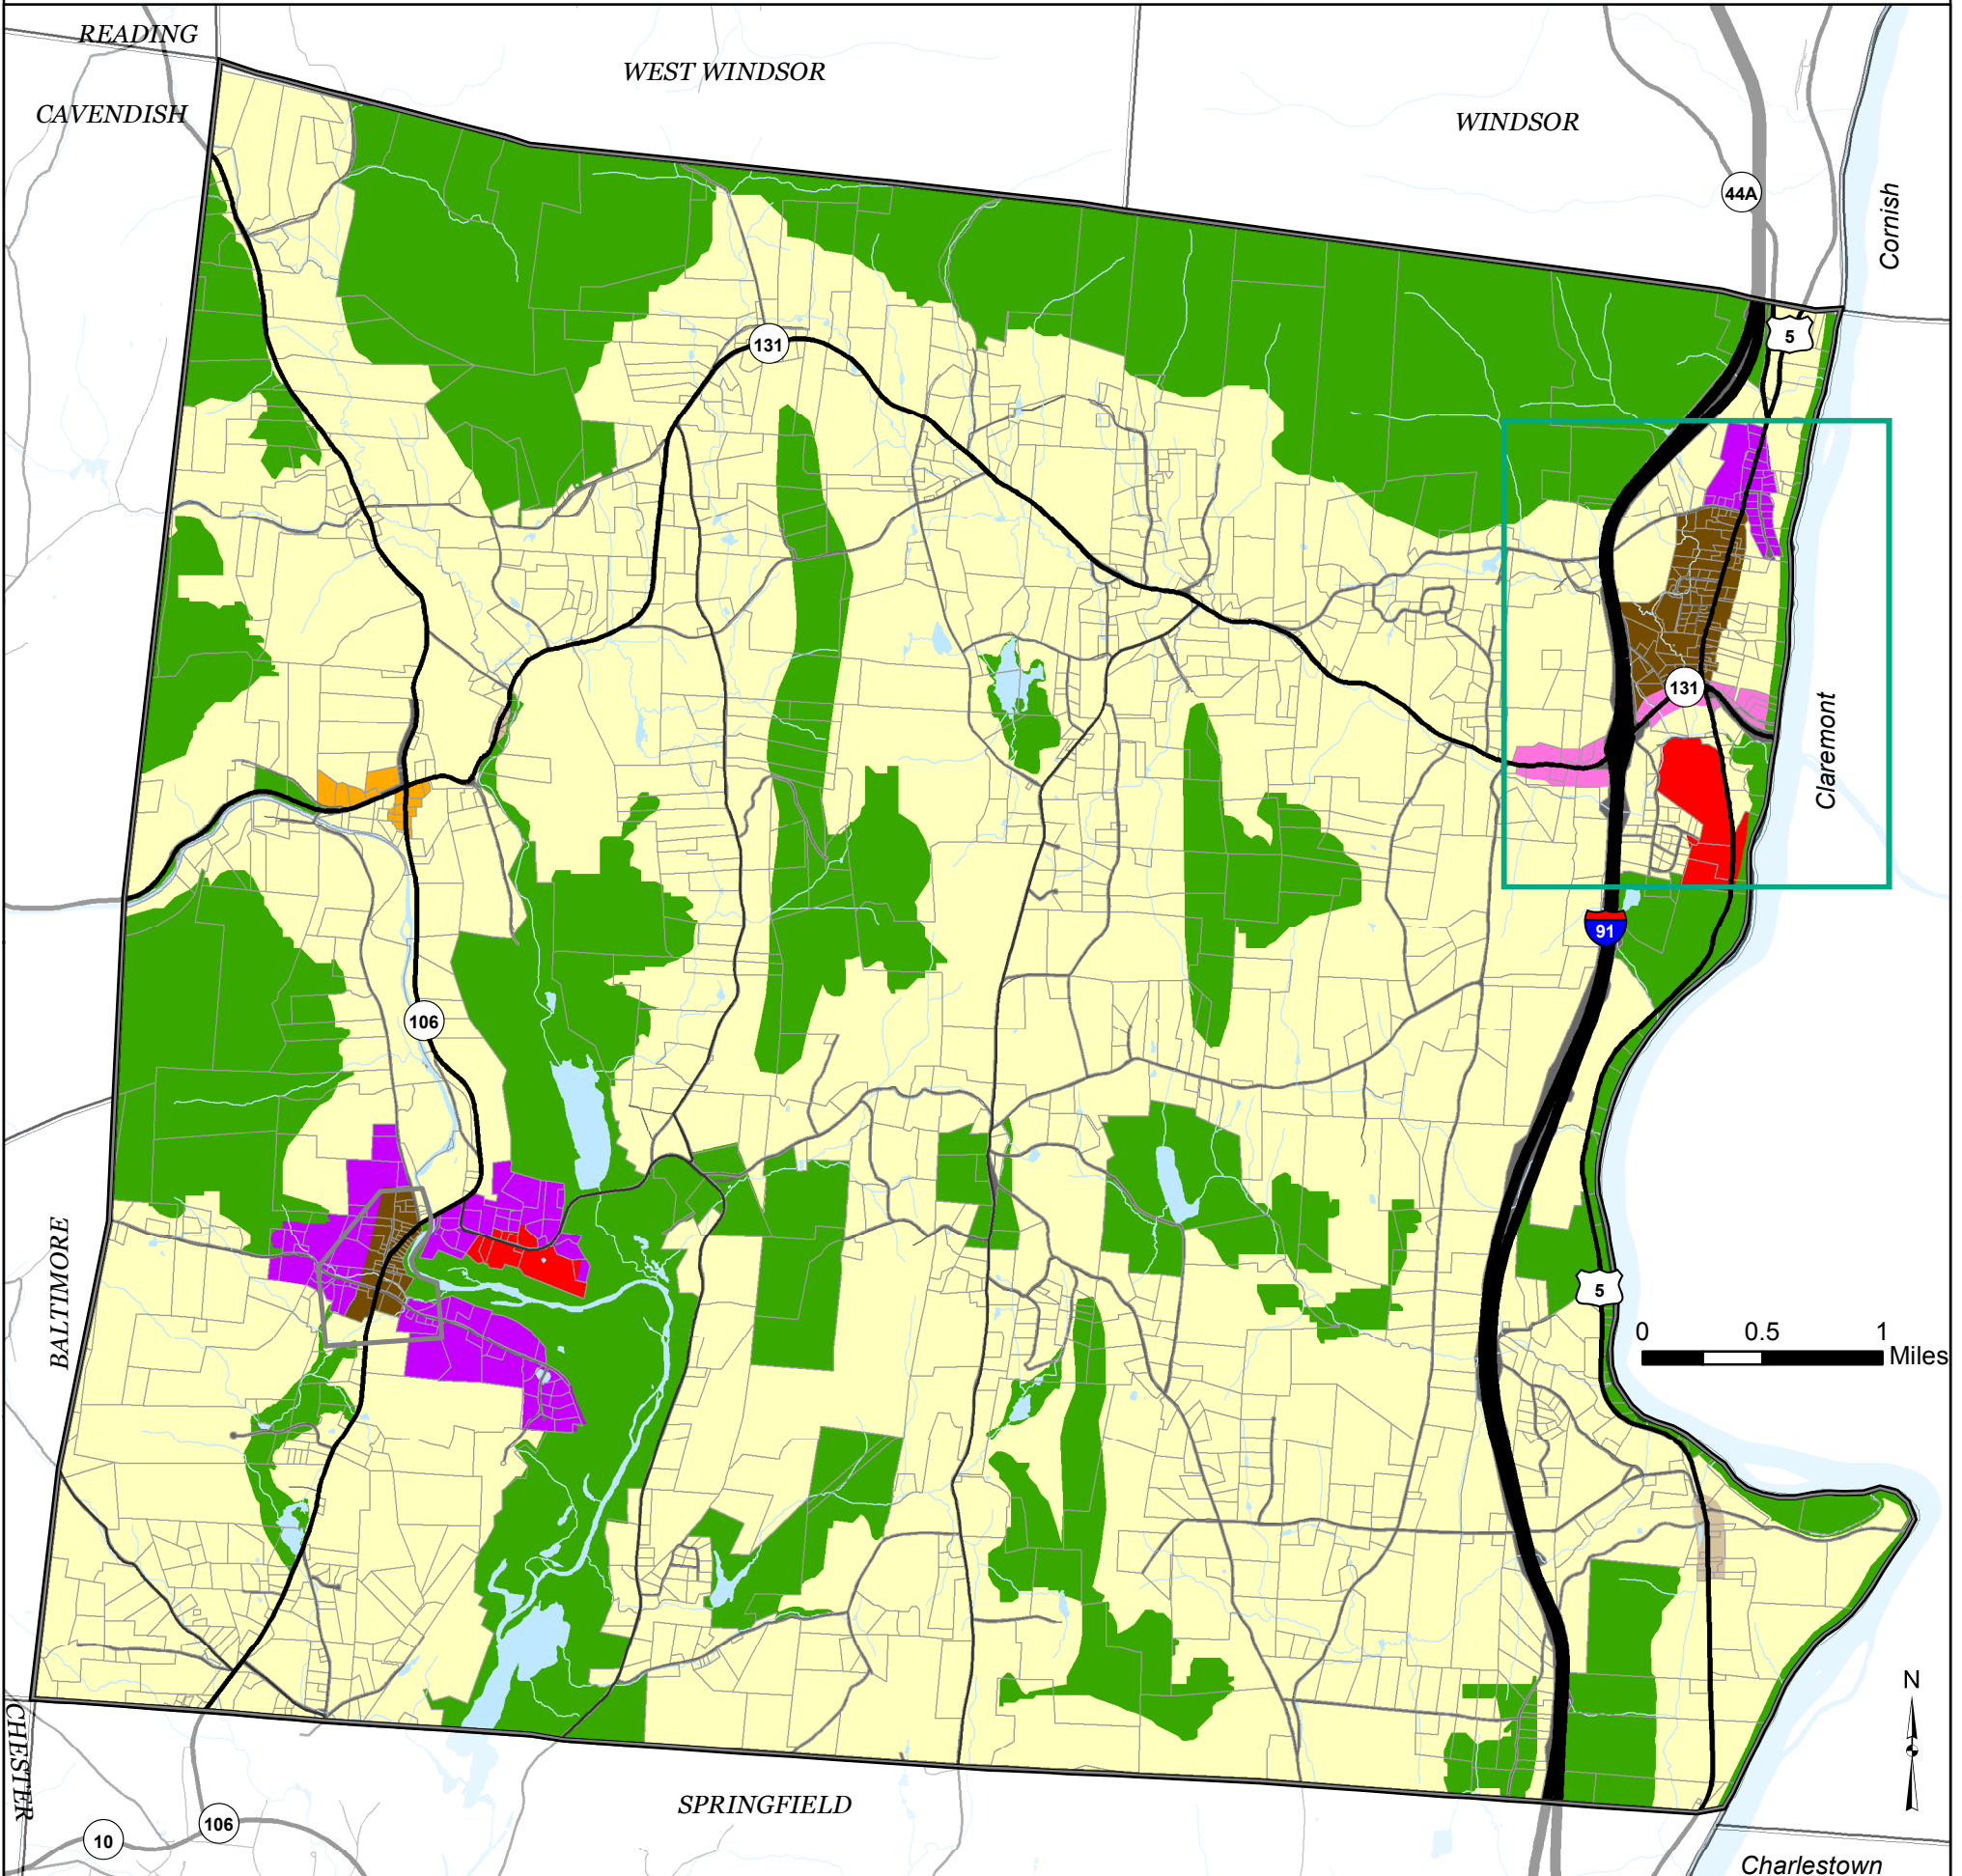 READING
WEST WINDSOR
CAVENDISH
WINDSOR
44A
Cornish
5
131
131
Claremont
91
106
BALTIMORE
5
0 0.5 1
Miles
N
CHESTER
SPRINGFIELD
106
10
Charlestown